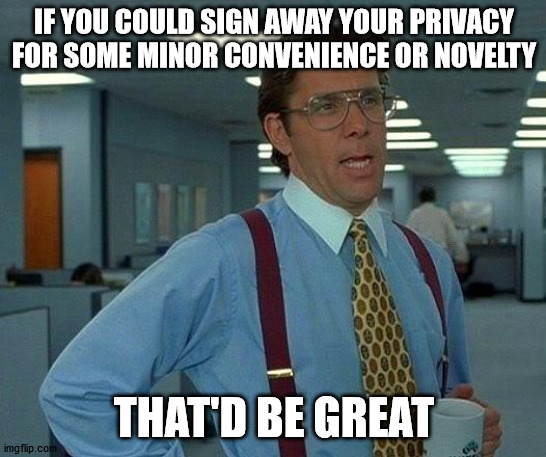 IF YOU COULD SIGN AWAY YOUR PRIVACY
FOR SOME MINOR CONVENIENCE OR NOVELTY
THAT'D BE GREAT
imgflip.com